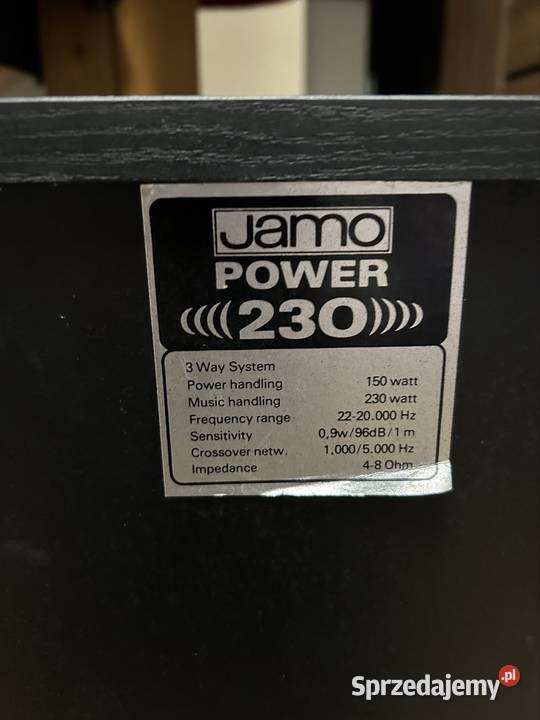 Jamo
POWER
((((230))))
3 Way System
Power handling 150 watt
Music handling 230 watt
Frequency range 22-20.000 Hz
Sensitivity 0,9w/96dB/1m
Crossover netw. 1,000/5.000 Hz
Impedance 4-8 Ohm
Sprzedajemy.pl